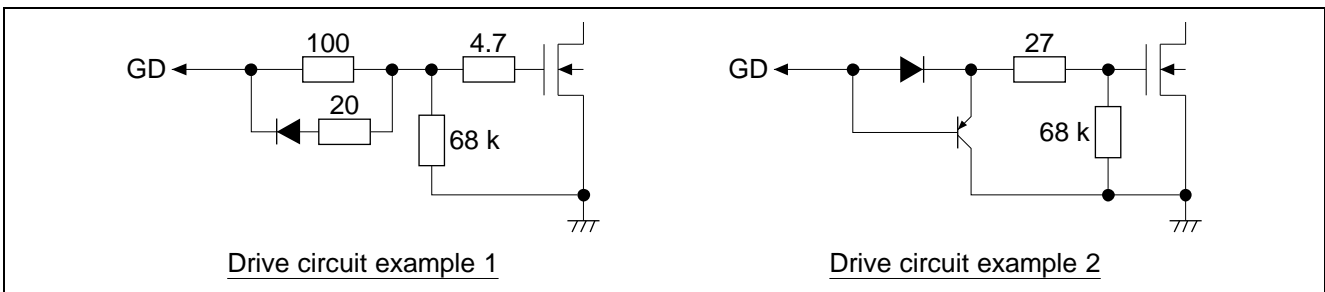 GD
100
20
4.7
68 k
Drive circuit example 1
GD
27
68 k
Drive circuit example 2